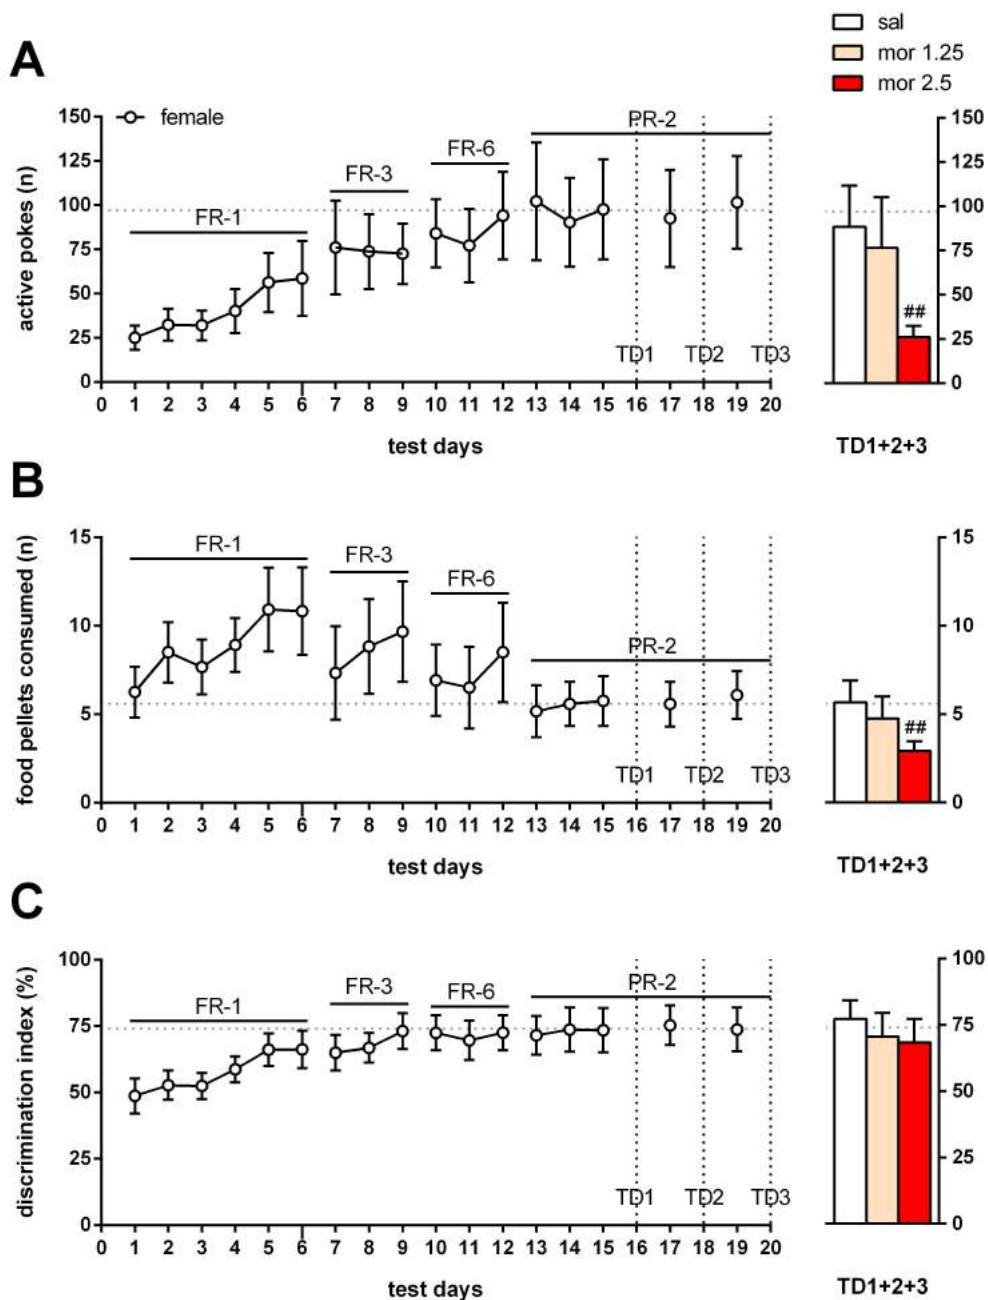 sal
mor 1.25
mor 2.5
A
150
125
100
75
50
25
0
active pokes (n)
female
FR-1
FR-3
FR-6
PR-2
TD1 TD2 TD3
0 1 2 3 4 5 6 7 8 9 10 11 12 13 14 15 16 17 18 19 20
test days
##
150
125
100
75
50
25
0
TD1+2+3
B
15
10
5
0
food pellets consumed (n)
FR-1
FR-3
FR-6
PR-2
TD1 TD2 TD3
0 1 2 3 4 5 6 7 8 9 10 11 12 13 14 15 16 17 18 19 20
test days
##
15
10
5
0
TD1+2+3
C
100
75
50
25
0
discrimination index (%)
FR-1
FR-3
FR-6
PR-2
TD1 TD2 TD3
0 1 2 3 4 5 6 7 8 9 10 11 12 13 14 15 16 17 18 19 20
test days
100
75
50
25
0
TD1+2+3